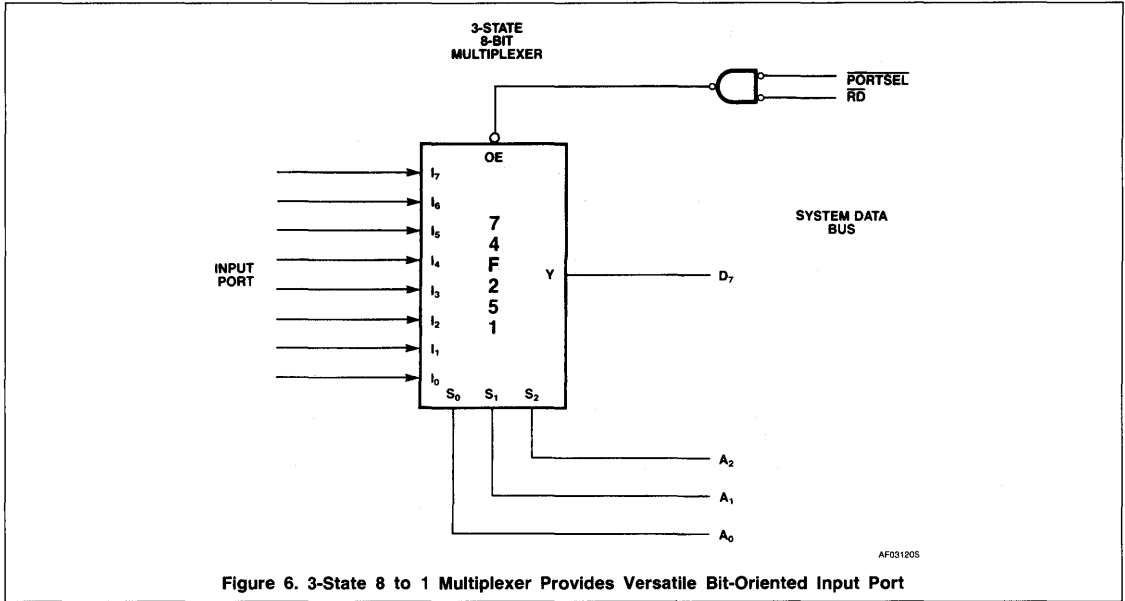 3-STATE
8-BIT
MULTIPLEXER
PORTSEL
RD
OE
I7
I6
I5
I4
I3
I2
I1
I0
INPUT
PORT
7
4
F
2
5
1
Y
D7
SYSTEM DATA
BUS
S0 S1 S2
A2
A1
A0
AF03120S
Figure 6. 3-State 8 to 1 Multiplexer Provides Versatile Bit-Oriented Input Port